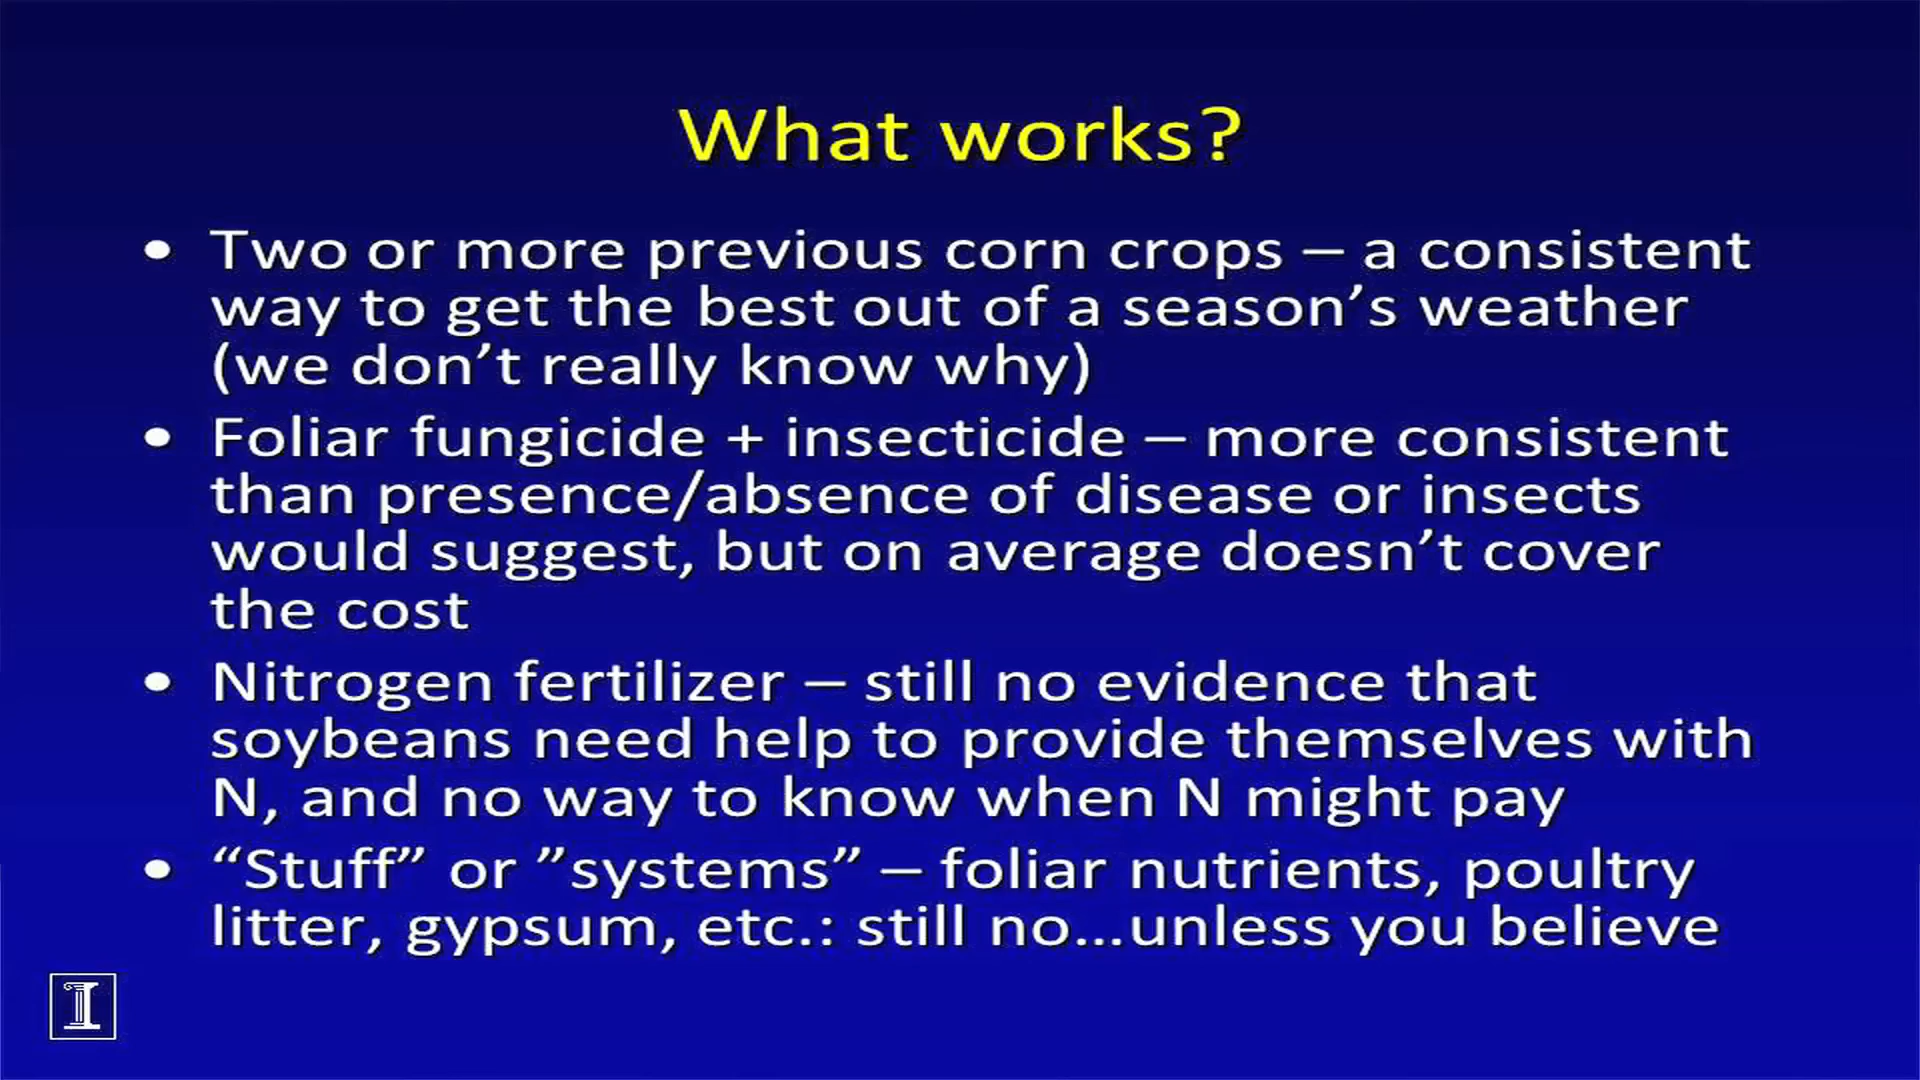 What works?
• Two or more previous corn crops – a consistent
way to get the best out of a season’s weather
(we don’t really know why)
• Foliar fungicide + insecticide – more consistent
than presence/absence of disease or insects
would suggest, but on average doesn’t cover
the cost
• Nitrogen fertilizer – still no evidence that
soybeans need help to provide themselves with
N, and no way to know when N might pay
• “Stuff” or ”systems” – foliar nutrients, poultry
litter, gypsum, etc.: still no...unless you believe
I